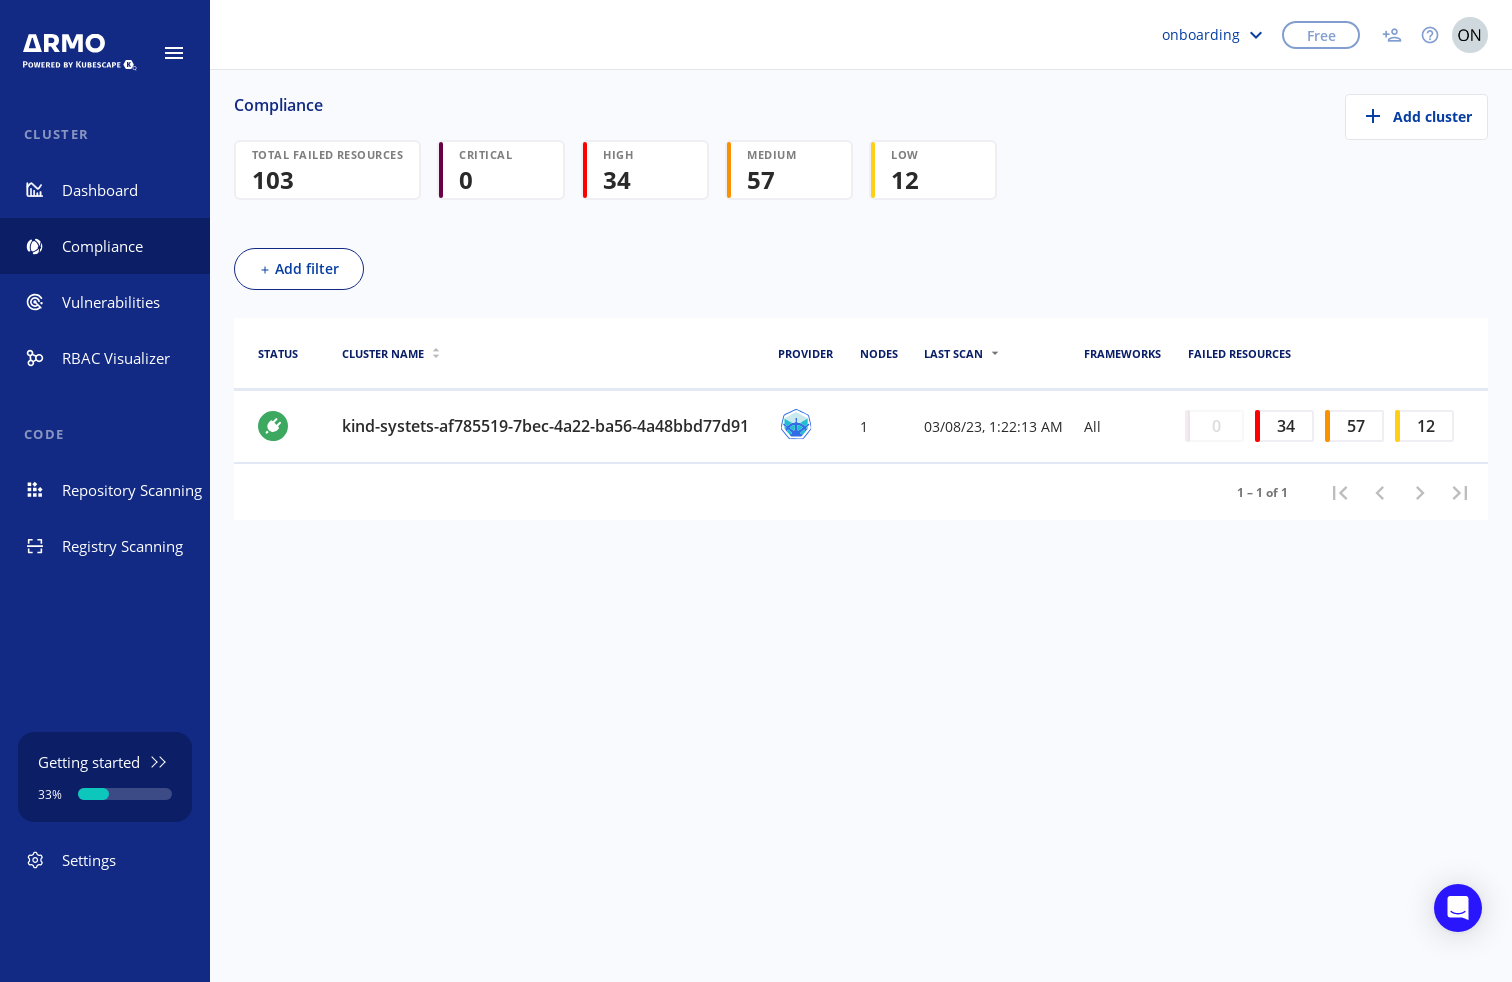 ARMO
POWERED BY KUBESCAPE
onboarding
Free
ON
CLUSTER
Dashboard
Compliance
Vulnerabilities
RBAC Visualizer
CODE
Repository Scanning
Registry Scanning
Getting started
33%
Settings
Compliance
+ Add cluster
TOTAL FAILED RESOURCES
103
CRITICAL
0
HIGH
34
MEDIUM
57
LOW
12
+ Add filter
STATUS CLUSTER NAME PROVIDER NODES LAST SCAN FRAMEWORKS FAILED RESOURCES
kind-systets-af785519-7bec-4a22-ba56-4a48bbd77d91 1 03/08/23, 1:22:13 AM All 0 34 57 12
1 – 1 of 1